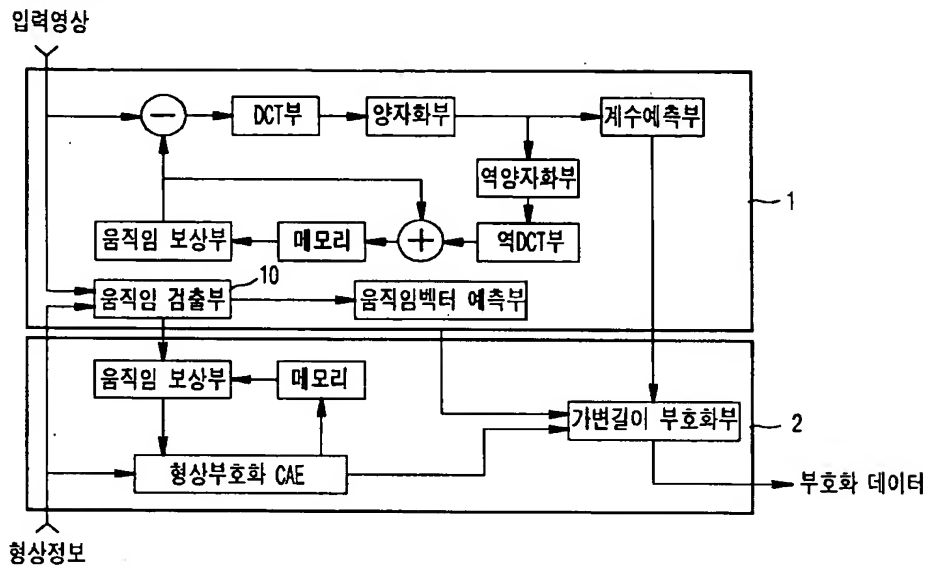 입력영상
−
DCT부
양자화부
계수예측부
역양자화부
1
움직임 보상부
메모리
+
역DCT부
10
움직임 검출부
움직임벡터 예측부
움직임 보상부
메모리
가변길이 부호화부
2
형상부호화 CAE
부호화 데이터
형상정보